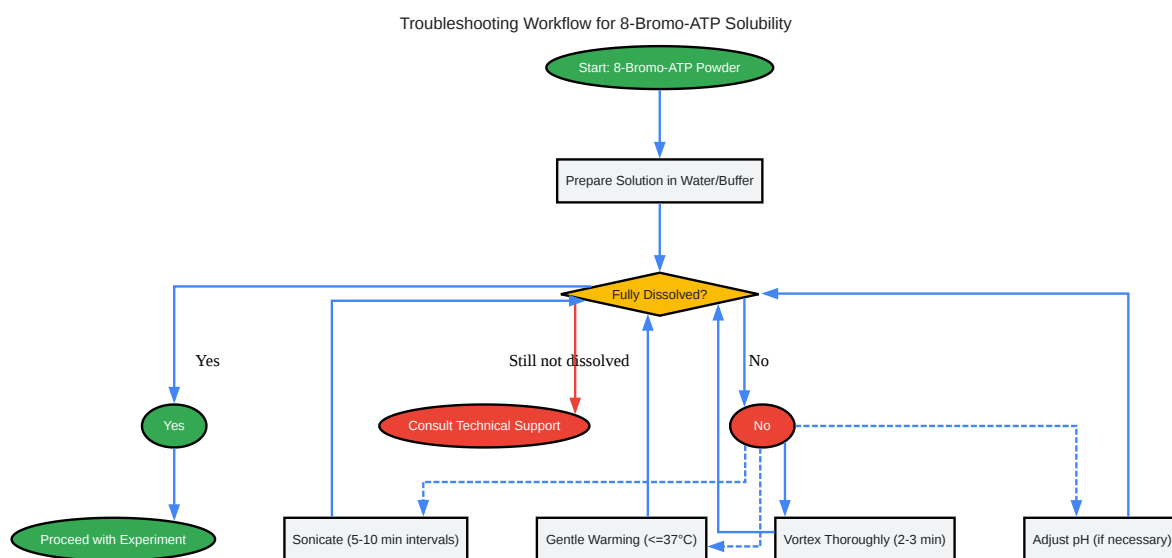 Troubleshooting Workflow for 8-Bromo-ATP Solubility
Start: 8-Bromo-ATP Powder
Prepare Solution in Water/Buffer
Fully Dissolved?
Yes
Still not dissolved
No
Yes
Consult Technical Support
No
Proceed with Experiment
Sonicate (5-10 min intervals)
Gentle Warming (<=37°C)
Vortex Thoroughly (2-3 min)
Adjust pH (if necessary)